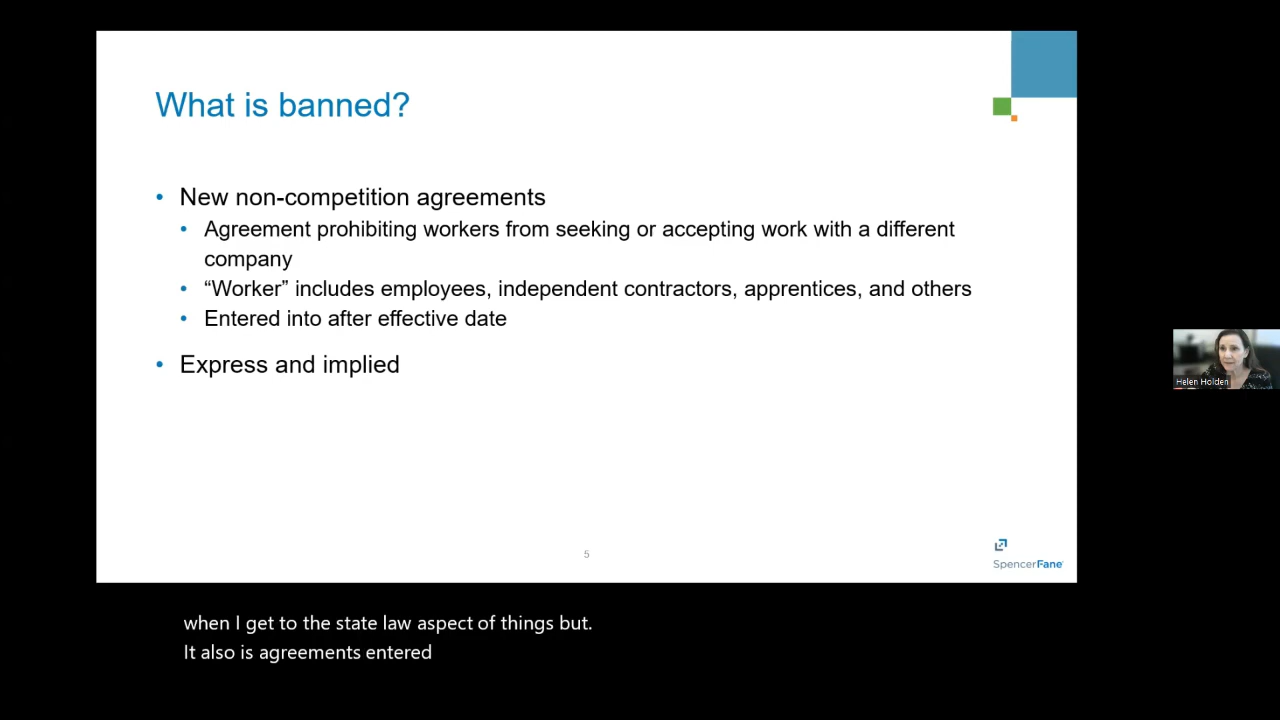 What is banned?
• New non-competition agreements
• Agreement prohibiting workers from seeking or accepting work with a different
company
• “Worker” includes employees, independent contractors, apprentices, and others
• Entered into after effective date
• Express and implied
Helen Holden
5
SpencerFane
when I get to the state law aspect of things but.
It also is agreements entered